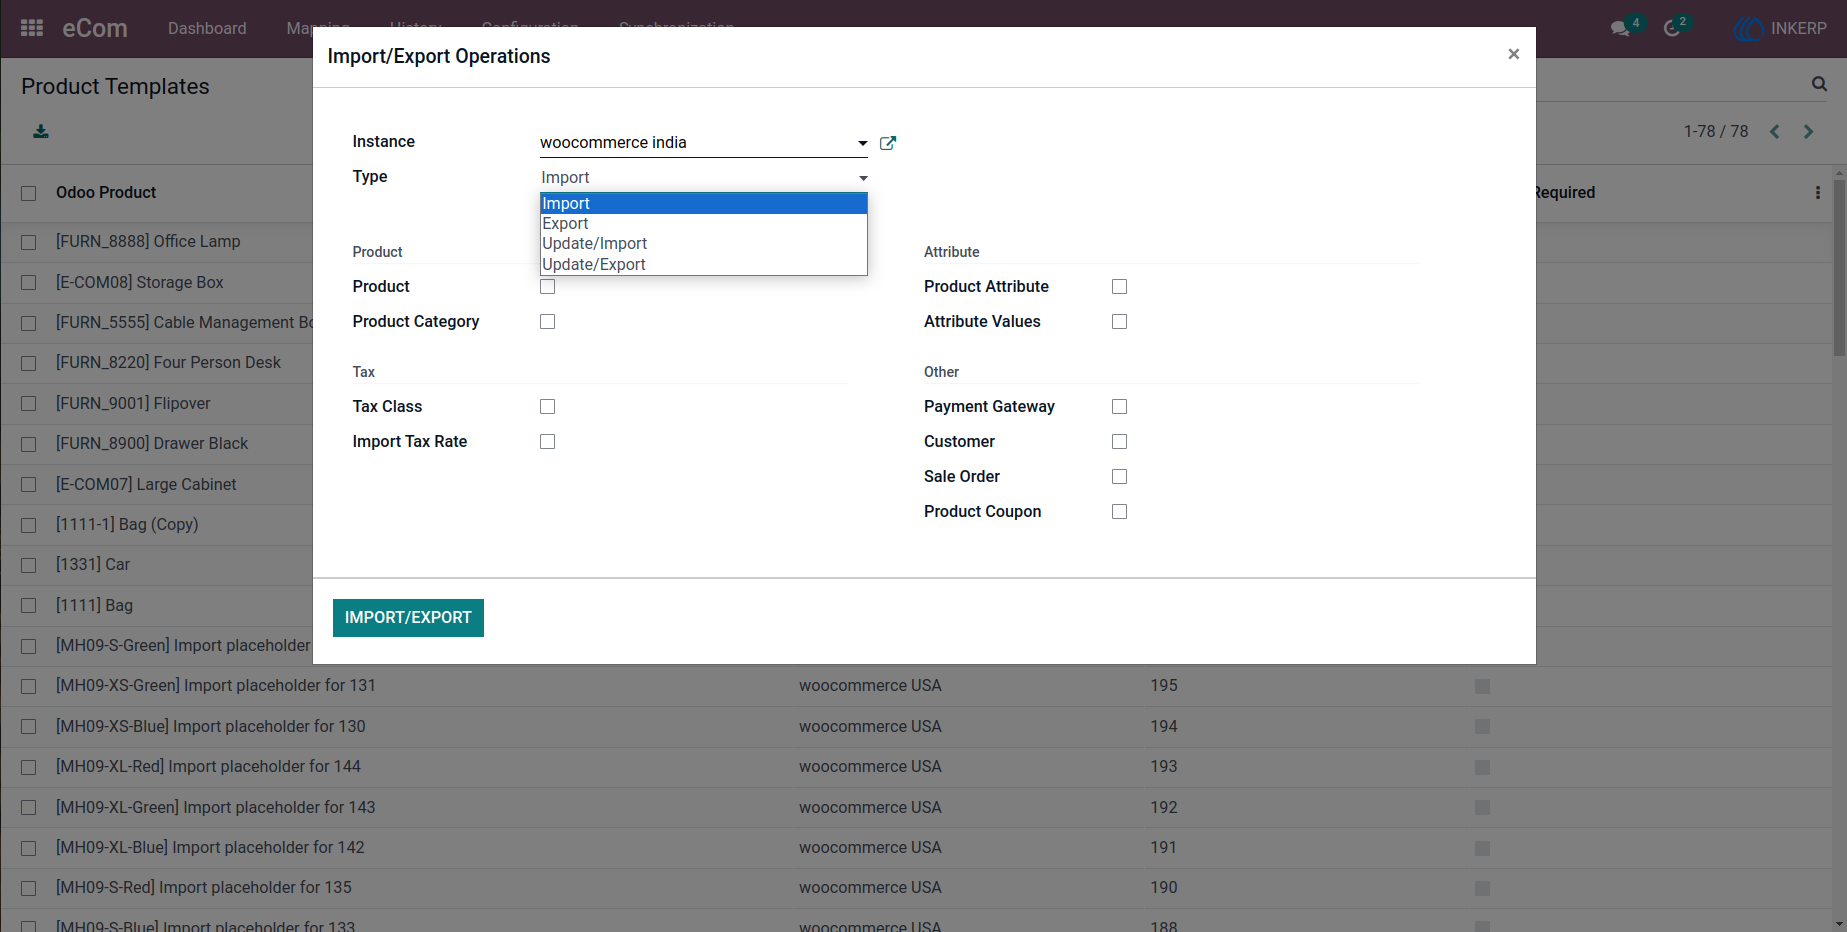 eCom Dashboard Mapping History Configuration Synchronization 4 2 INKERP
Import/Export Operations ×
Product Templates
1-78 / 78
Instance woocommerce india
Type Import
Import
Export
Update/Import
Update/Export
Product
Product
Product Category
Attribute
Product Attribute
Attribute Values
Tax
Tax Class
Import Tax Rate
Other
Payment Gateway
Customer
Sale Order
Product Coupon
IMPORT/EXPORT
Odoo Product Required
[FURN_8888] Office Lamp
[E-COM08] Storage Box
[FURN_5555] Cable Management
[FURN_8220] Four Person Desk
[FURN_9001] Flipover
[FURN_8900] Drawer Black
[E-COM07] Large Cabinet
[1111-1] Bag (Copy)
[1331] Car
[1111] Bag
[MH09-S-Green] Import placeholder
[MH09-XS-Green] Import placeholder for 131 woocommerce USA 195
[MH09-XS-Blue] Import placeholder for 130 woocommerce USA 194
[MH09-XL-Red] Import placeholder for 144 woocommerce USA 193
[MH09-XL-Green] Import placeholder for 143 woocommerce USA 192
[MH09-XL-Blue] Import placeholder for 142 woocommerce USA 191
[MH09-S-Red] Import placeholder for 135 woocommerce USA 190
[MH09-S-Blue] Import placeholder for 133 woocommerce USA 188